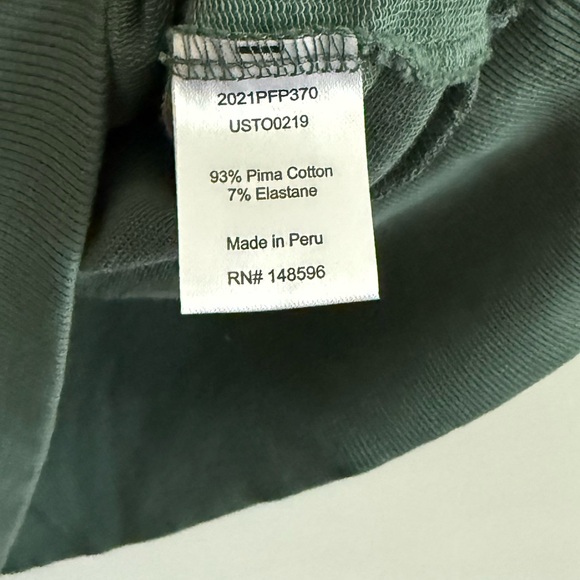 2021PFP370
USTO0219
93% Pima Cotton
7% Elastane
Made in Peru
RN# 148596